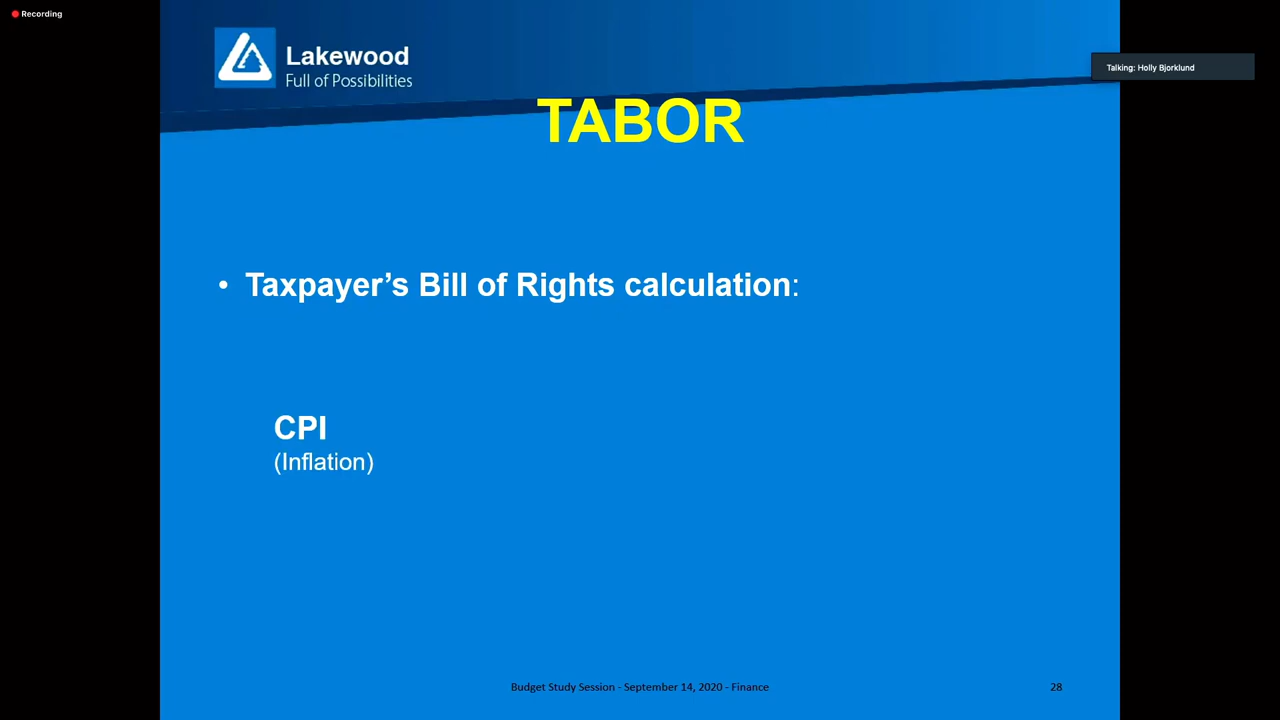 Recording
Lakewood
Full of Possibilities
Talking: Holly Bjorklund
TABOR
• Taxpayer’s Bill of Rights calculation:
CPI
(Inflation)
Budget Study Session - September 14, 2020 - Finance
28